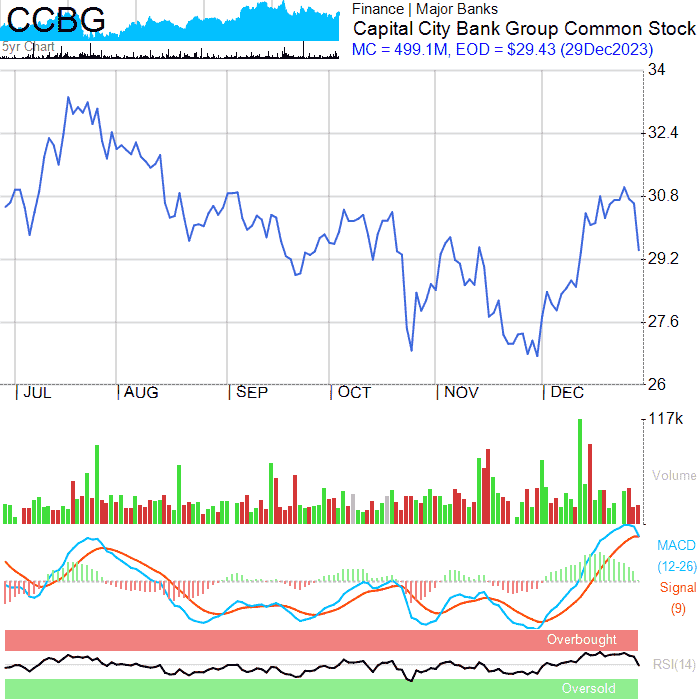 CCBG
5yr Chart
Finance | Major Banks
Capital City Bank Group Common Stock
MC = 499.1M, EOD = $29.43 (29Dec2023)
34
32.4
30.8
29.2
27.6
26
JUL AUG SEP OCT NOV DEC
117k
Volume
MACD
(12-26)
Signal
(9)
Overbought
RSI(14)
Oversold